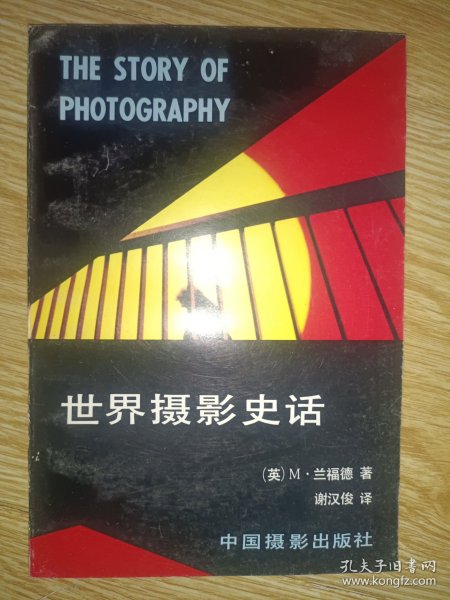 THE STORY OF
PHOTOGRAPHY
世界摄影史话
(英)M·兰福德 著
谢汉俊 译
中国摄影出版社
孔夫子旧书网
www.kongfz.com